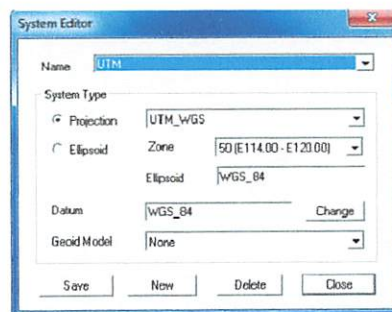 System Editor
Name UTM
System Type
Projection UTM_WGS
Ellipsoid Zone 50 (E114.00 - E120.00)
Ellipsoid WGS_84
Datum WGS_84 Change
Geoid Model None
Save New Delete Close